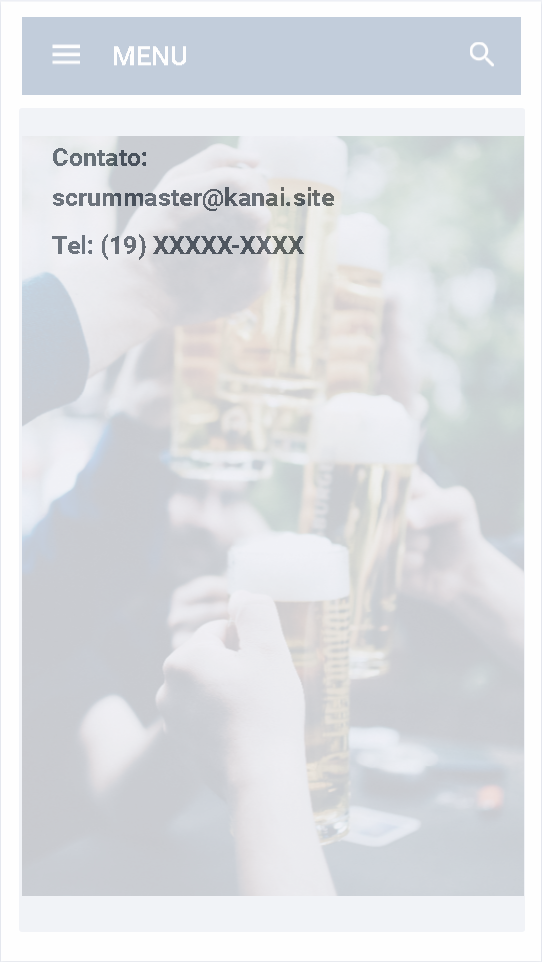 MENU
Contato:
scrummaster@kanai.site
Tel: (19) XXXXX-XXXX